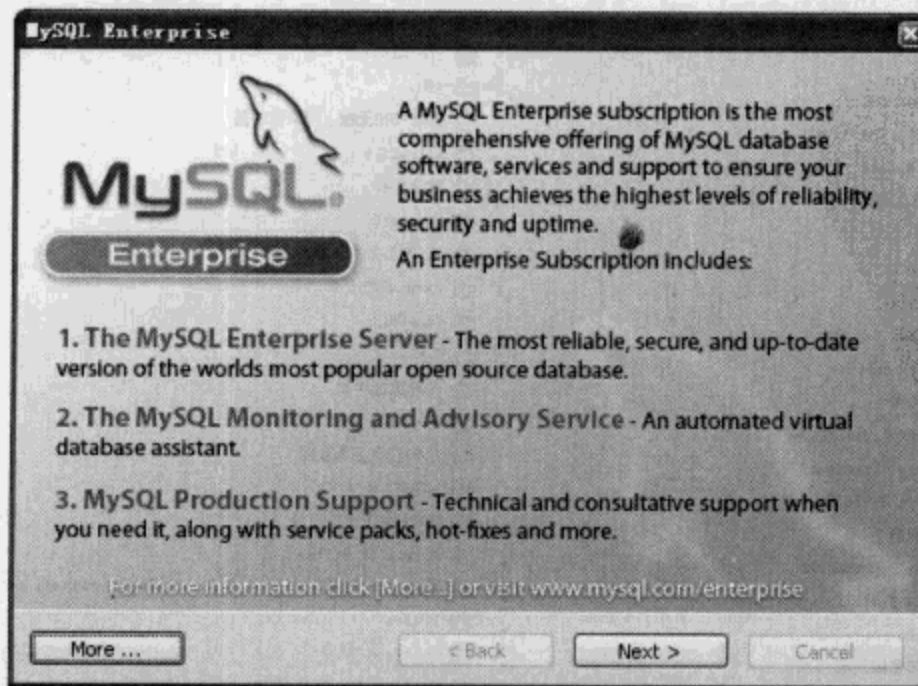 MySQL Enterprise
MySQL.
Enterprise
A MySQL Enterprise subscription is the most
comprehensive offering of MySQL database
software, services and support to ensure your
business achieves the highest levels of reliability,
security and uptime.
An Enterprise Subscription includes:
1. The MySQL Enterprise Server - The most reliable, secure, and up-to-date
version of the worlds most popular open source database.
2. The MySQL Monitoring and Advisory Service - An automated virtual
database assistant.
3. MySQL Production Support - Technical and consultative support when
you need it, along with service packs, hot-fixes and more.
For more information click [More...] or visit www.mysql.com/enterprise
More ...
< Back
Next >
Cancel